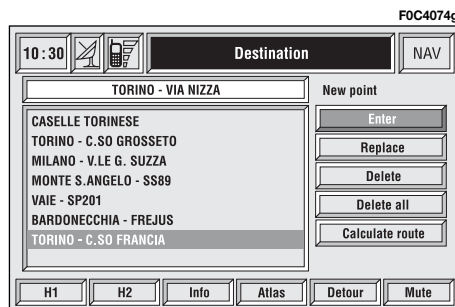 F0C4074g
10:30
Destination
NAV
TORINO - VIA NIZZA
New point
CASELLE TORINESE
TORINO - C.SO GROSSETO
MILANO - V.LE G. SUZZA
MONTE S.ANGELO - SS89
VAIE - SP201
BARDONECCHIA - FREJUS
TORINO - C.SO FRANCIA
Enter
Replace
Delete
Delete all
Calculate route
H1
H2
Info
Atlas
Detour
Mute